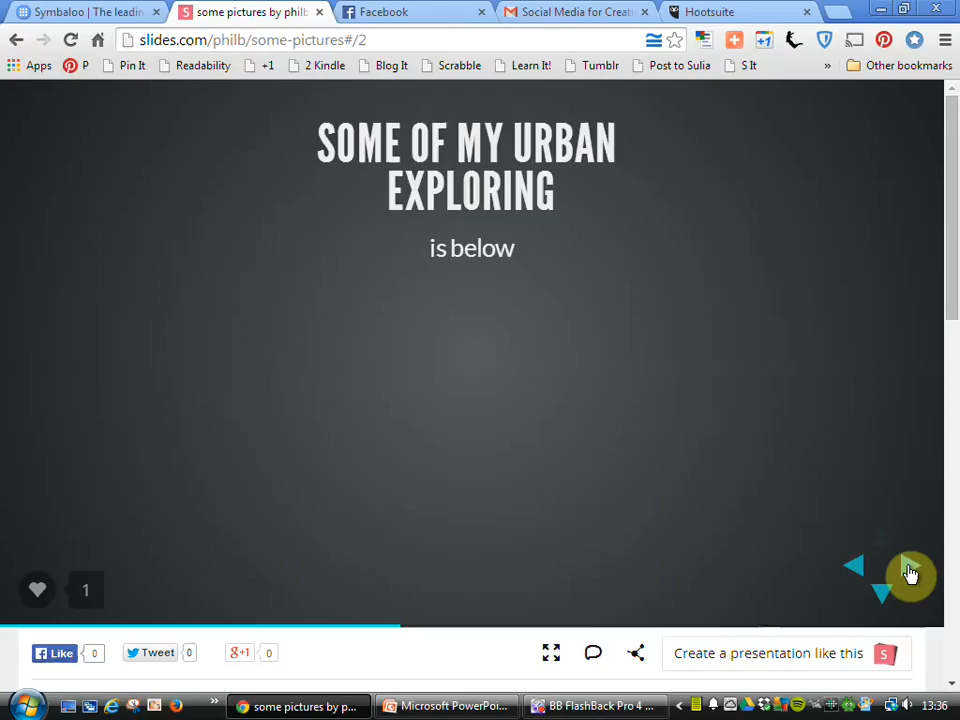 Symbaloo | The leadin
some pictures by philb
Facebook
Social Media for Creati
Hootsuite
slides.com/philb/some-pictures#/2
Apps
P
Pin It
Readability
+1
2 Kindle
Blog It
Scrabble
Learn It!
Tumblr
Post to Sulia
S It
»
Other bookmarks
SOME OF MY URBAN
EXPLORING
is below
1
Like
0
Tweet
0
g+1
0
Create a presentation like this
S
some pictures by p...
Microsoft PowerPoi...
BB FlashBack Pro 4 ...
13:36